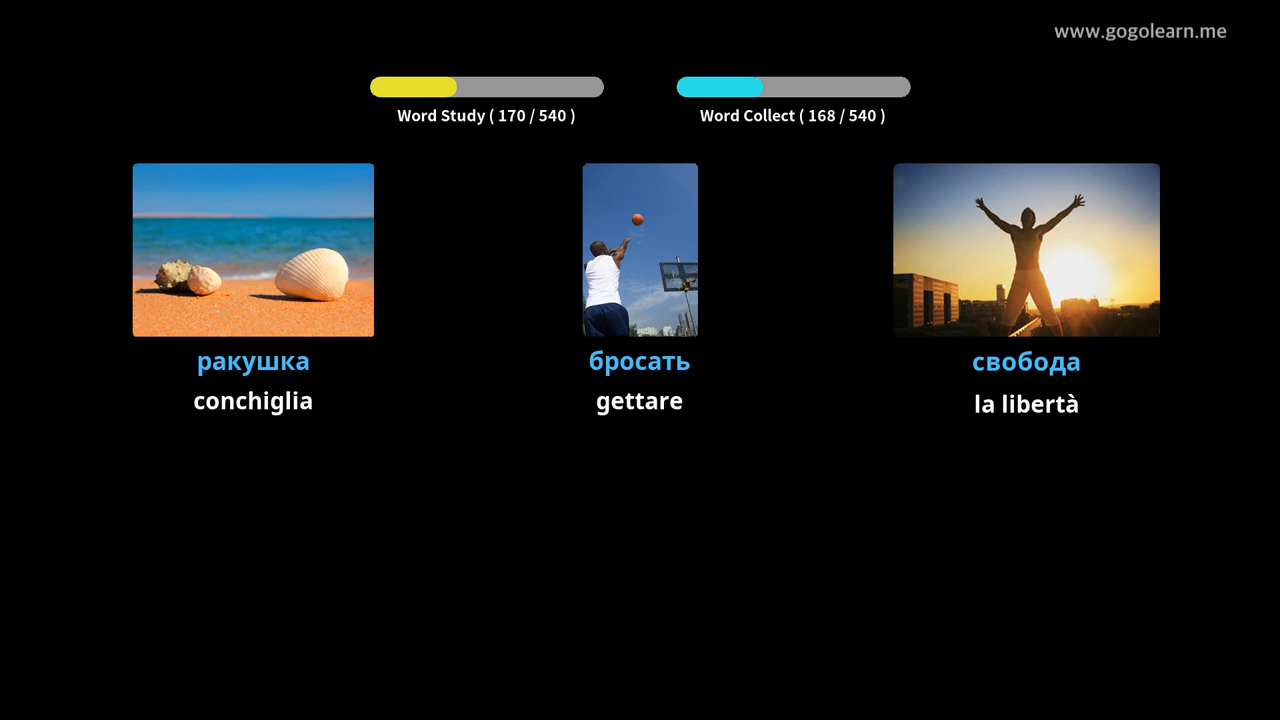 www.gogolearn.me
Word Study ( 170 / 540 )
Word Collect ( 168 / 540 )
ракушка
conchiglia
бросать
gettare
свобода
la libertà